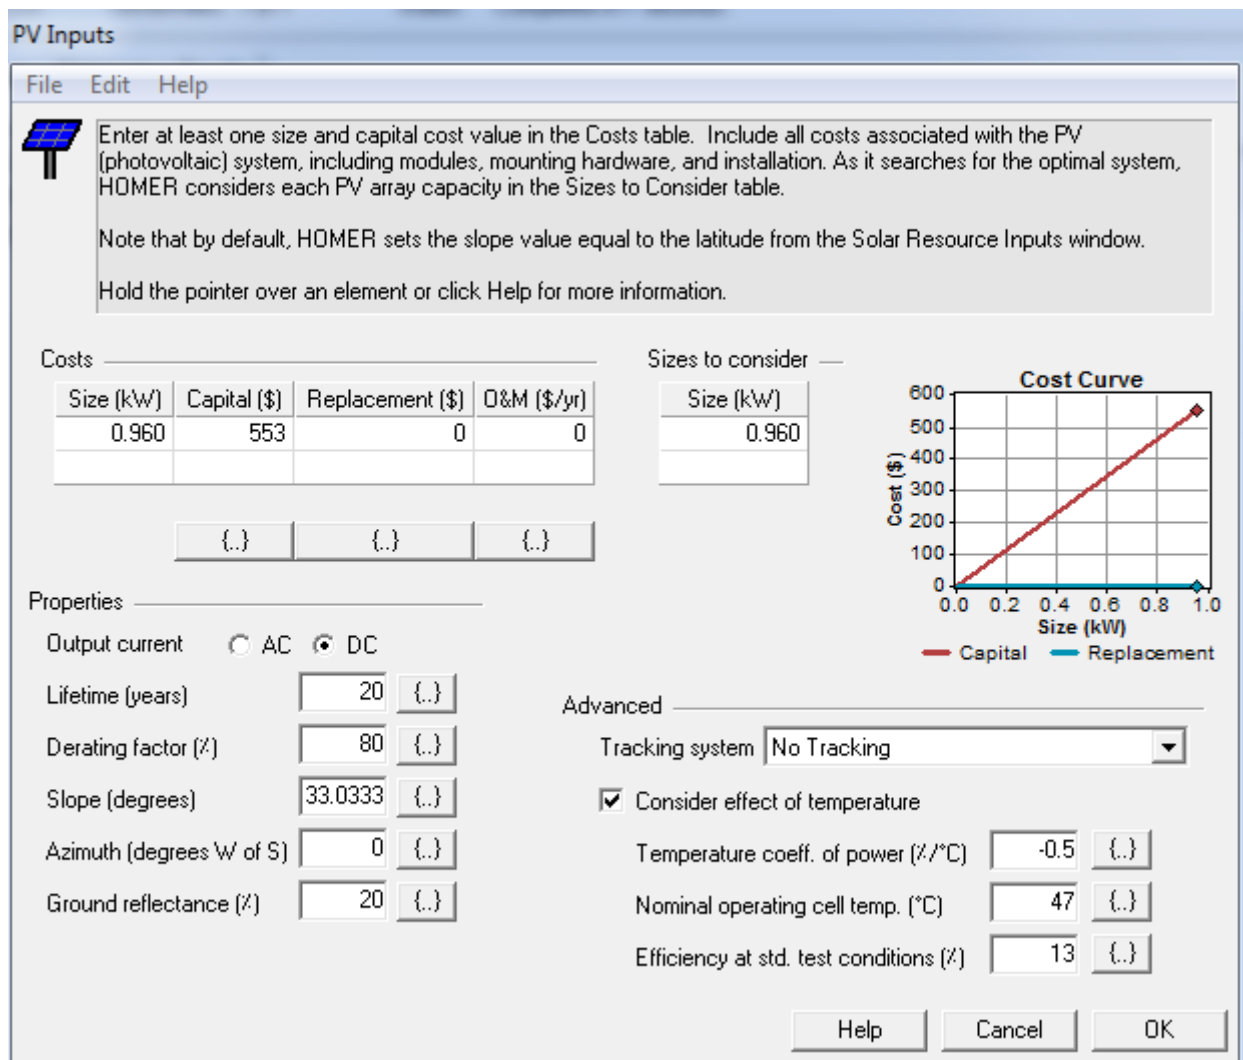 PV Inputs
File Edit Help
Enter at least one size and capital cost value in the Costs table. Include all costs associated with the PV
(photovoltaic) system, including modules, mounting hardware, and installation. As it searches for the optimal system,
HOMER considers each PV array capacity in the Sizes to Consider table.
Note that by default, HOMER sets the slope value equal to the latitude from the Solar Resource Inputs window.
Hold the pointer over an element or click Help for more information.
Costs
Size (kW) Capital ($) Replacement ($) O&M ($/yr)
0.960 553 0 0
{..} {..} {..}
Sizes to consider
Size (kW)
0.960
Cost Curve
600
500
400
300
200
100
0
Cost ($)
0.0 0.2 0.4 0.6 0.8 1.0
Size (kW)
Capital Replacement
Properties
Output current AC DC
Lifetime (years) 20 {..}
Derating factor (%) 80 {..}
Slope (degrees) 33.0333 {..}
Azimuth (degrees W of S) 0 {..}
Ground reflectance (%) 20 {..}
Advanced
Tracking system No Tracking
Consider effect of temperature
Temperature coeff. of power (%/°C) -0.5 {..}
Nominal operating cell temp. (°C) 47 {..}
Efficiency at std. test conditions (%) 13 {..}
Help Cancel OK